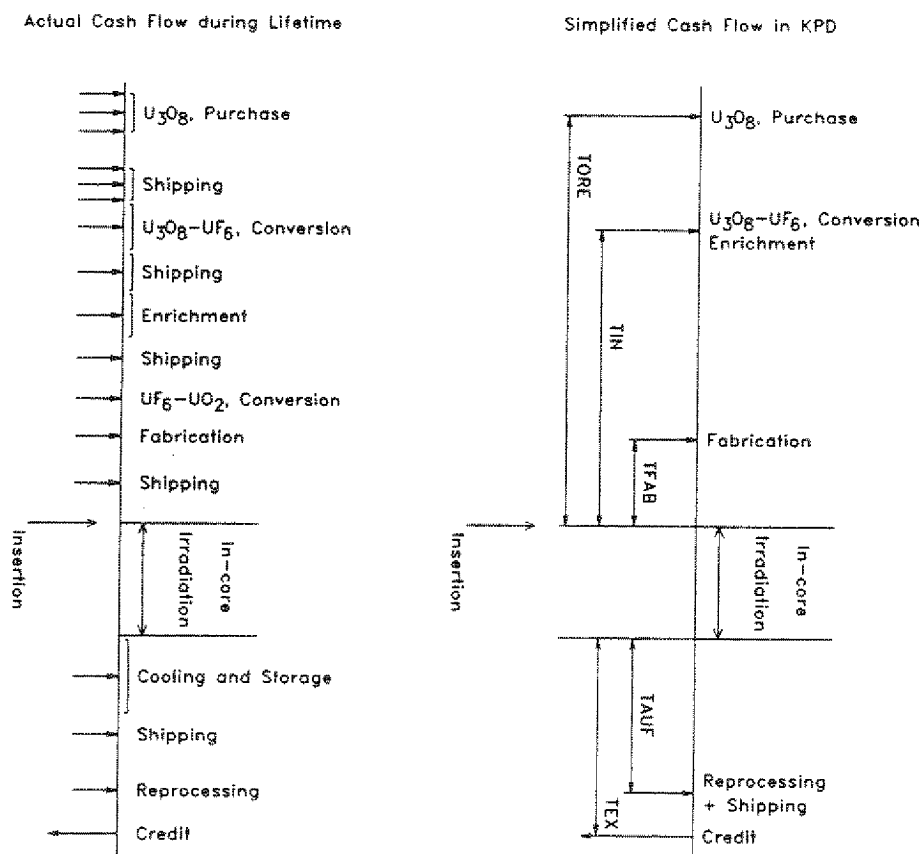 Actual Cash Flow during Lifetime
U3O8, Purchase
Shipping
U3O8-UF6, Conversion
Shipping
Enrichment
Shipping
UF6-UO2, Conversion
Fabrication
Shipping
Insertion
In-core
Irradiation
Cooling and Storage
Shipping
Reprocessing
Credit
Simplified Cash Flow in KPD
U3O8, Purchase
TORE
U3O8-UF6, Conversion
Enrichment
TIN
Fabrication
TFAB
Insertion
In-core
Irradiation
TAUF
Reprocessing
+ Shipping
TEX
Credit